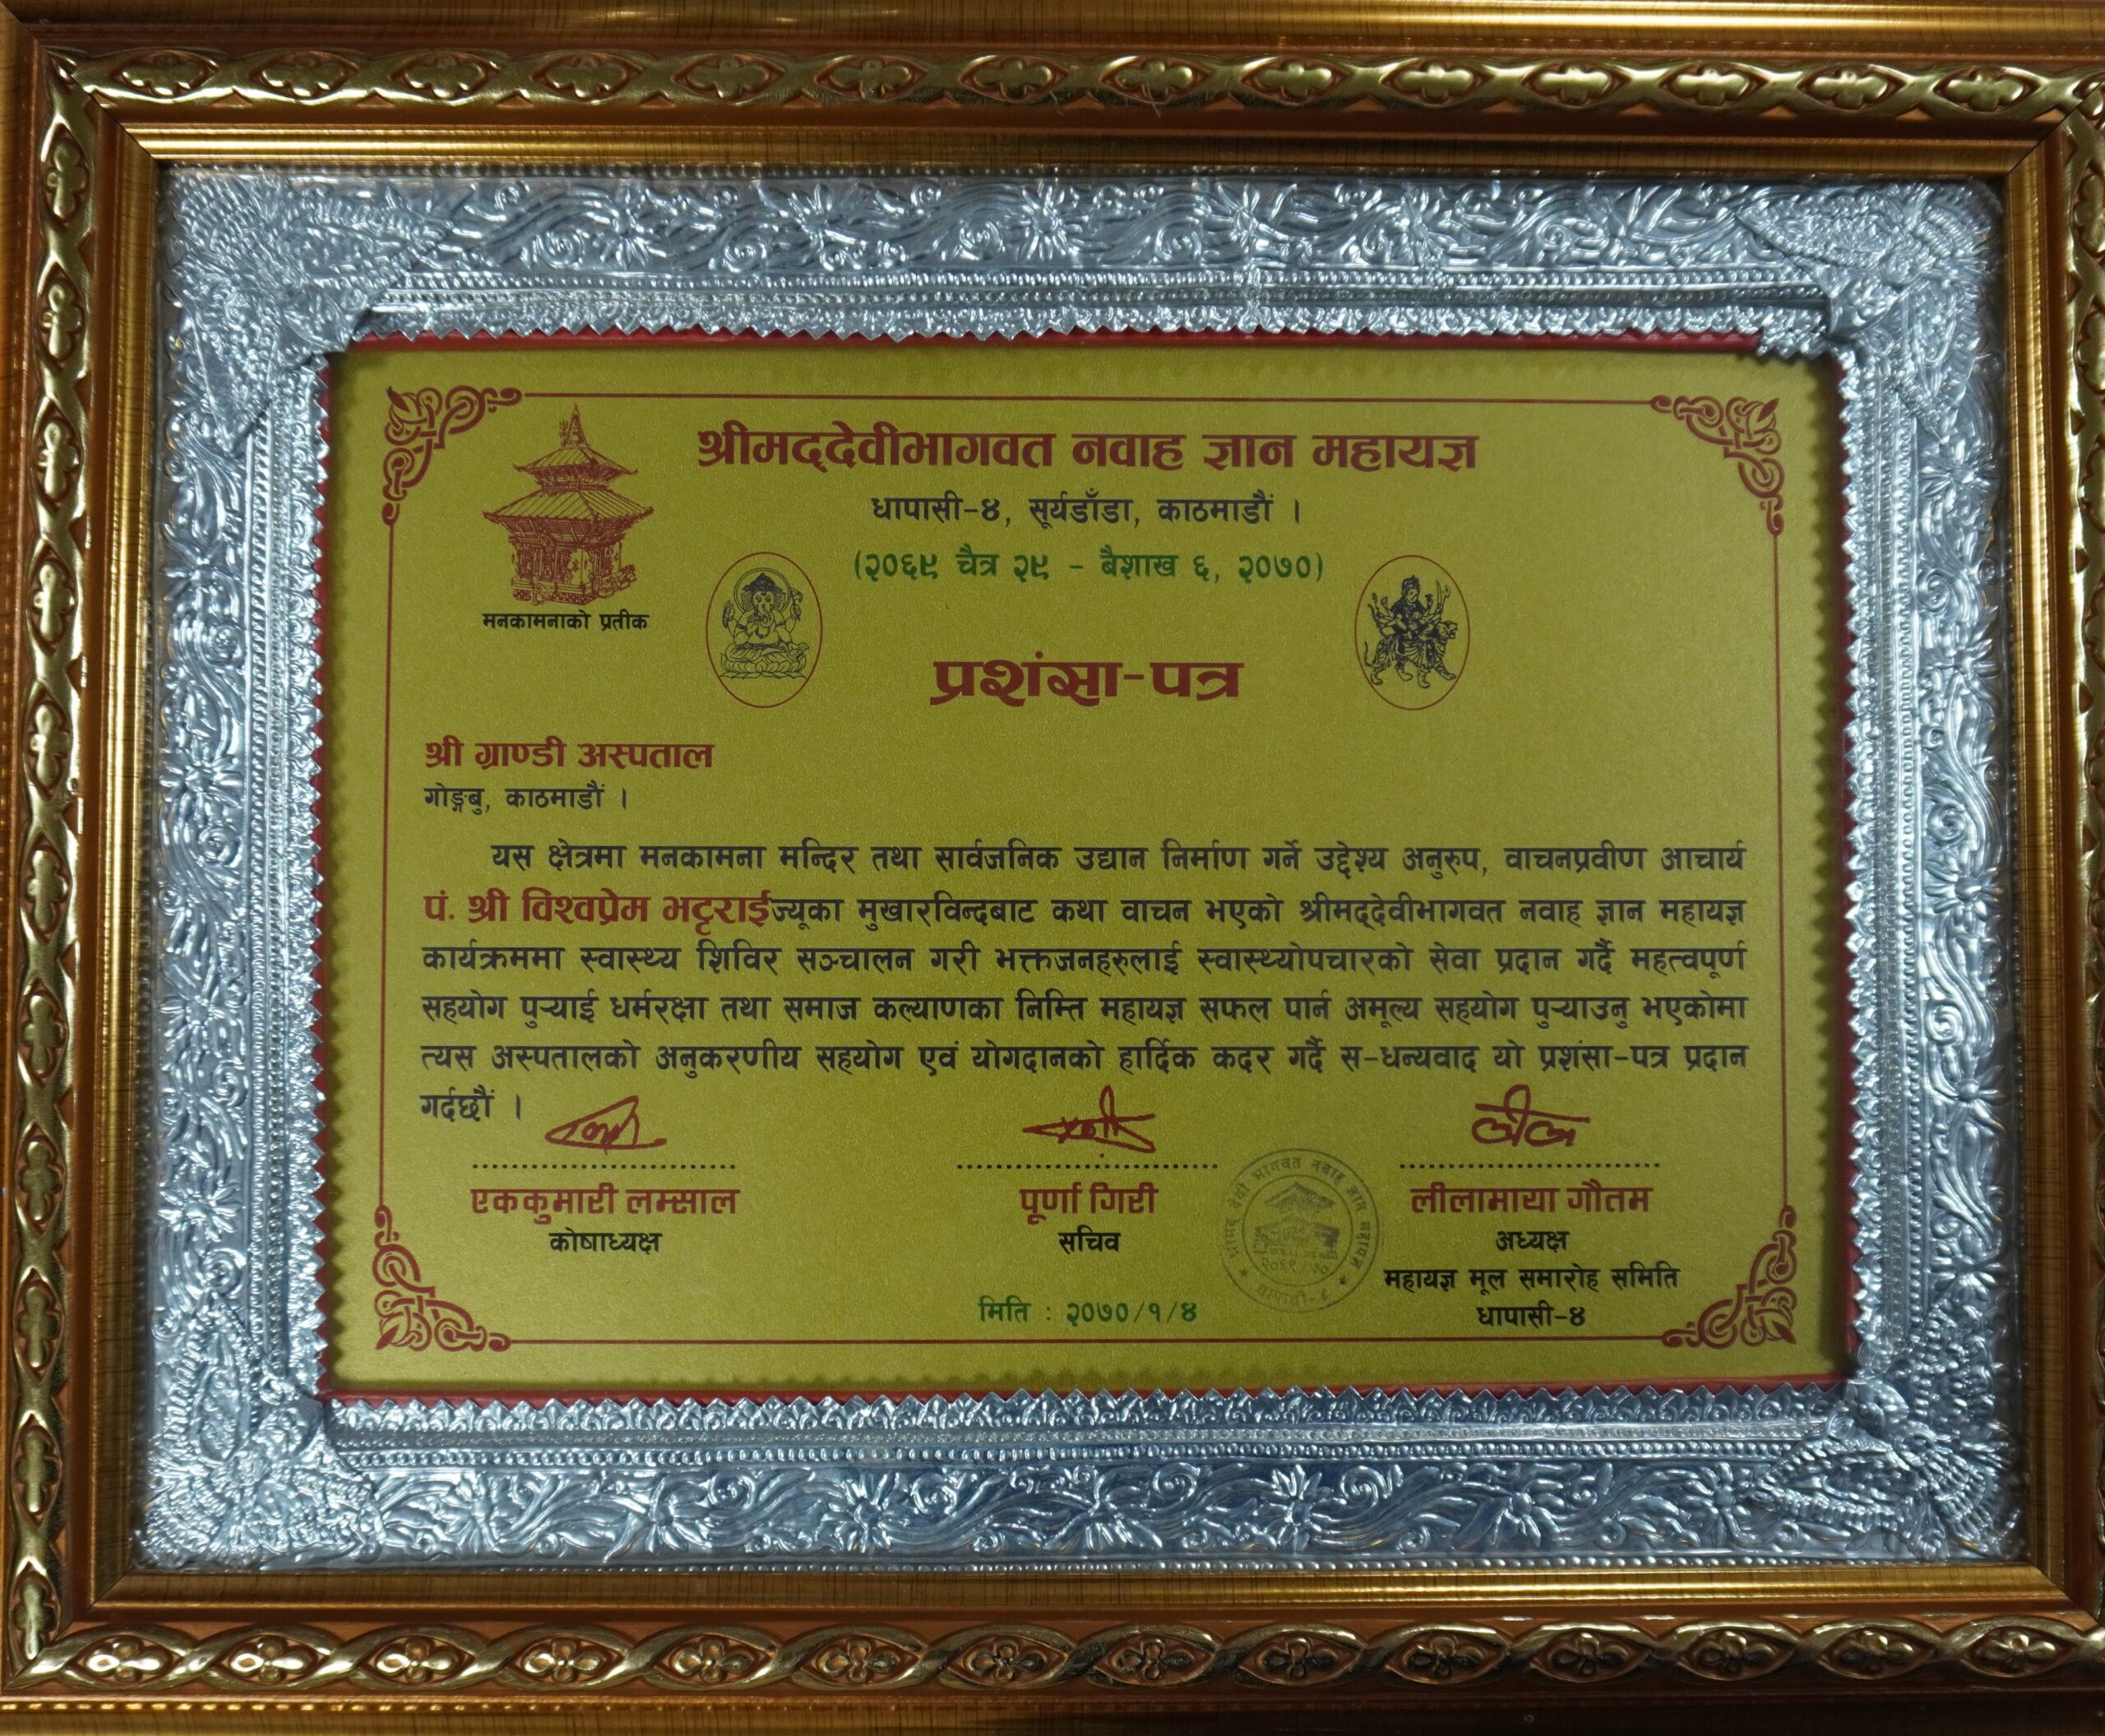 श्रीमद्देवीभागवत नवाह ज्ञान महायज्ञ
धापासी-४, सूर्यडाँडा, काठमाडौं ।
(२०६९ चैत्र २९ - बैशाख ६, २०७०)
मनकामनाको प्रतीक
प्रशंसा-पत्र
श्री ग्राण्डी अस्पताल
गोङ्गबु, काठमाडौं ।
यस क्षेत्रमा मनकामना मन्दिर तथा सार्वजनिक उद्यान निर्माण गर्ने उद्देश्य अनुरुप, वाचनप्रवीण आचार्य
पं. श्री विश्वप्रेम भट्टराईज्यूका मुखारविन्दबाट कथा वाचन भएको श्रीमद्देवीभागवत नवाह ज्ञान महायज्ञ
कार्यक्रममा स्वास्थ्य शिविर सञ्चालन गरी भक्तजनहरुलाई स्वास्थ्योपचारको सेवा प्रदान गर्दै महत्वपूर्ण
सहयोग पुर्‍याई धर्मरक्षा तथा समाज कल्याणका निम्ति महायज्ञ सफल पार्न अमूल्य सहयोग पुर्‍याउनु भएकोमा
त्यस अस्पतालको अनुकरणीय सहयोग एवं योगदानको हार्दिक कदर गर्दै स-धन्यवाद यो प्रशंसा-पत्र प्रदान
गर्दछौं ।
एककुमारी लम्साल
कोषाध्यक्ष
पूर्णा गिरी
सचिव
लीलामाया गौतम
अध्यक्ष
महायज्ञ मूल समारोह समिति
धापासी-४
मिति : २०७०/१/४